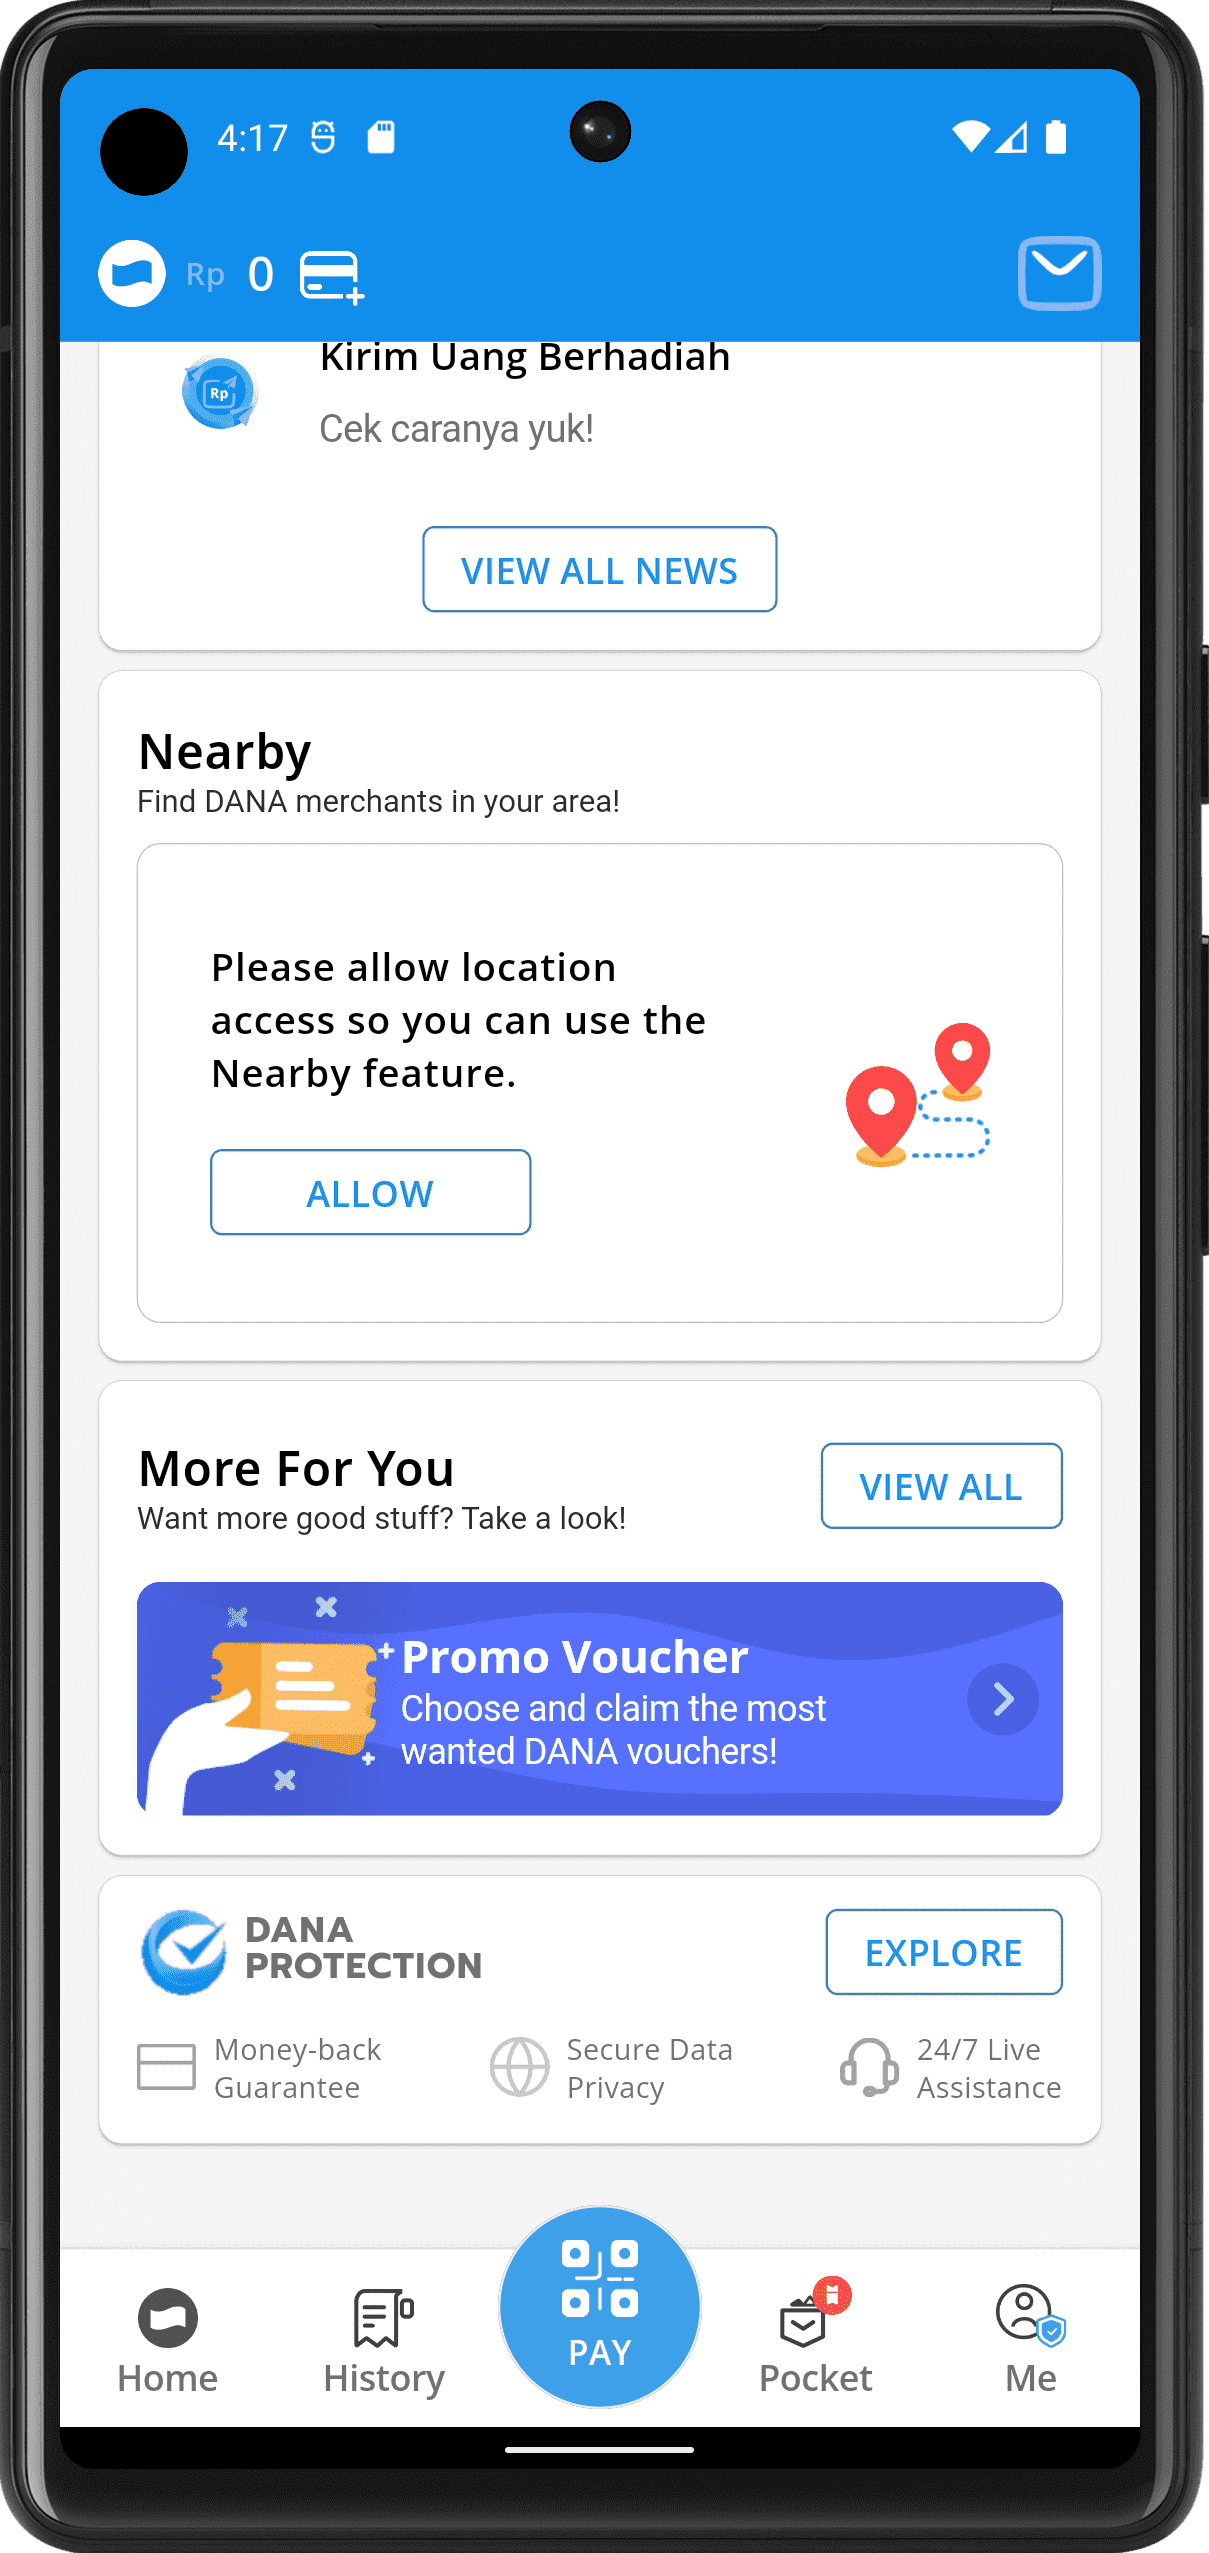 4:17
Rp 0
Kirim Uang Berhadiah
Rp
Cek caranya yuk!
VIEW ALL NEWS
Nearby
Find DANA merchants in your area!
Please allow location
access so you can use the
Nearby feature.
ALLOW
More For You
VIEW ALL
Want more good stuff? Take a look!
Promo Voucher
Choose and claim the most
wanted DANA vouchers!
DANA
PROTECTION
EXPLORE
Money-back
Guarantee
Secure Data
Privacy
24/7 Live
Assistance
Home
History
PAY
Pocket
Me